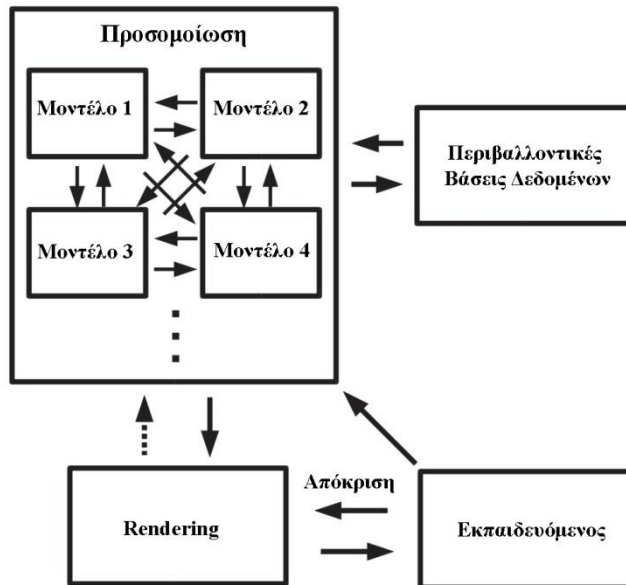 Προσομοίωση
Μοντέλο 1
Μοντέλο 2
Μοντέλο 3
Μοντέλο 4
Περιβαλλοντικές
Βάσεις Δεδομένων
Rendering
Απόκριση
Εκπαιδευόμενος